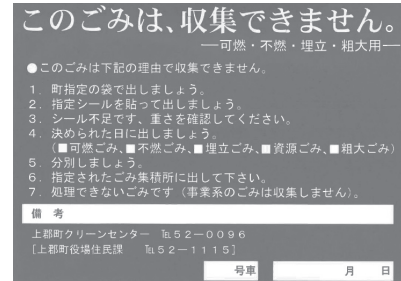 このごみは、収集できません。
──可燃・不燃・埋立・粗大用──
●このごみは下記の理由で収集できません。
1. 町指定の袋で出しましょう。
2. 指定シールを貼って出しましょう。
3. シール不足です、重さを確認してください。
4. 決められた日に出しましょう。
(■可燃ごみ、■不燃ごみ、■埋立ごみ、■資源ごみ、■粗大ごみ)
5. 分別しましょう。
6. 指定されたごみ集積所に出して下さい。
7. 処理できないごみです(事業系のごみは収集しません)。
備 考
上郡町クリーンセンター ℡52-0096
[上郡町役場住民課 ℡52-1115]
号車 月 日